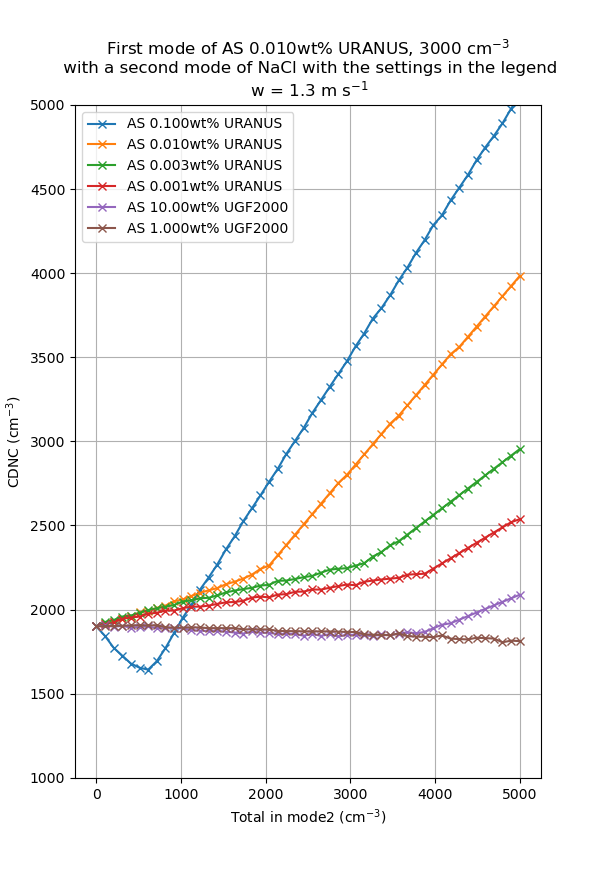 First mode of AS 0.010wt% URANUS, 3000 cm⁻³
with a second mode of NaCl with the settings in the legend
w = 1.3 m s⁻¹
AS 0.100wt% URANUS
AS 0.010wt% URANUS
AS 0.003wt% URANUS
AS 0.001wt% URANUS
AS 10.00wt% UGF2000
AS 1.000wt% UGF2000
CDNC (cm⁻³)
5000
4500
4000
3500
3000
2500
2000
1500
1000
0 1000 2000 3000 4000 5000
Total in mode2 (cm⁻³)